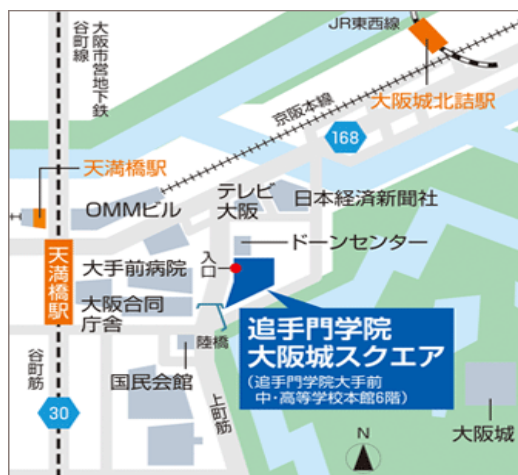 JR東西線
大阪市営地下鉄
谷町線
大阪城北詰駅
京阪本線
168
天満橋駅
OMMビル
テレビ
大阪
日本経済新聞社
ドーンセンター
入口
天満橋駅
大手前病院
大阪合同
庁舎
陸橋
追手門学院
大阪城スクエア
(追手門学院大手前
中・高等学校本館6階)
国民会館
谷町筋
上町筋
30
N
大阪城